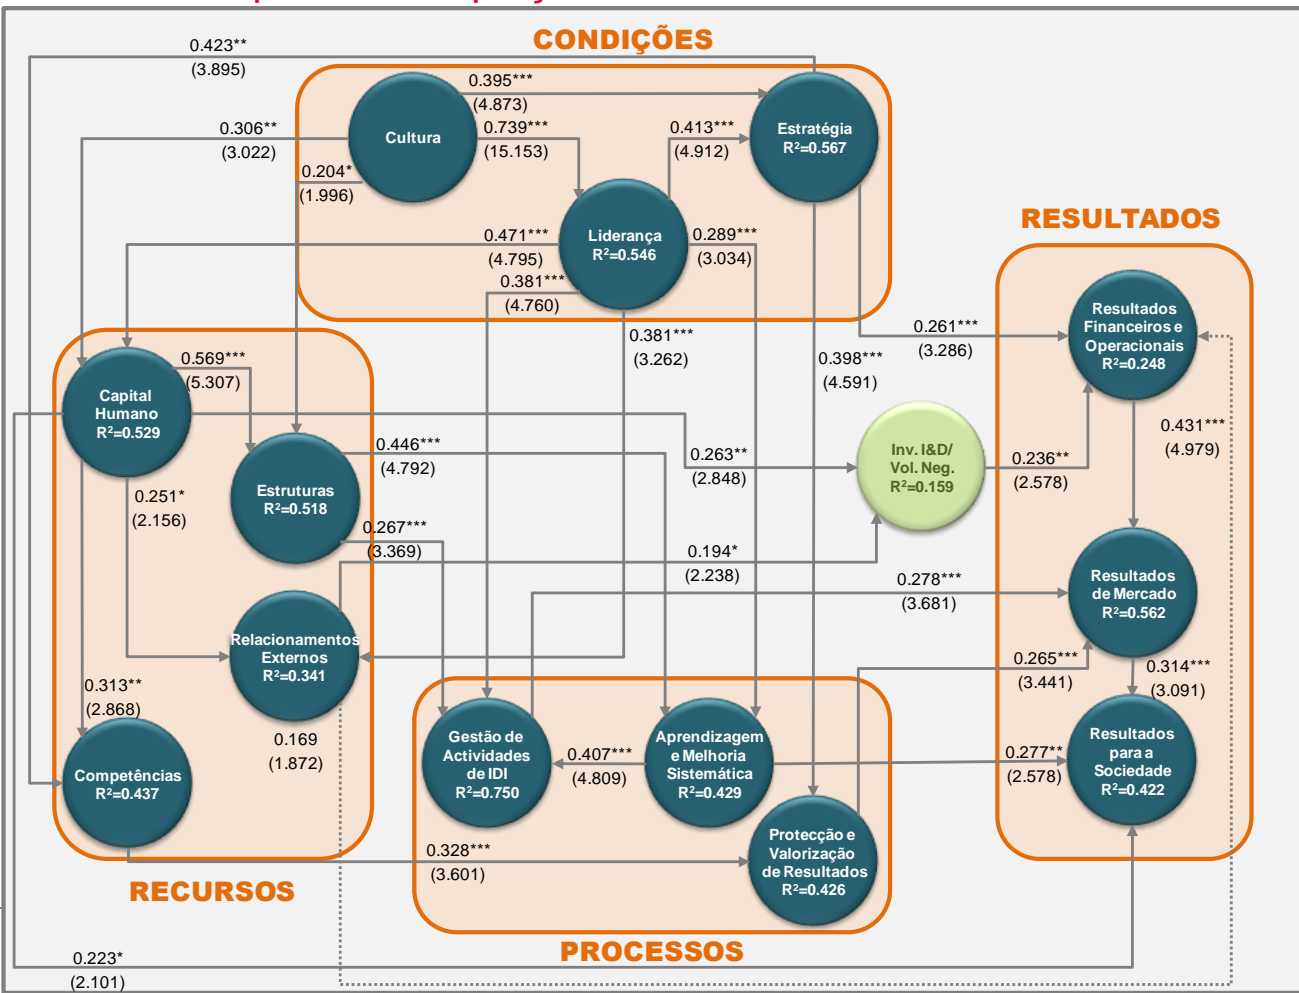 CONDIÇÕES
0.423**
(3.895)
0.395***
(4.873)
Cultura
Estratégia
R²=0.567
0.306**
(3.022)
0.739***
(15.153)
0.413***
(4.912)
0.204*
(1.996)
RESULTADOS
Liderança
R²=0.546
0.471***
(4.795)
0.289***
(3.034)
0.381***
(4.760)
Resultados
Financeiros e
Operacionais
R²=0.248
0.261***
(3.286)
0.381***
(3.262)
0.398***
(4.591)
0.569***
(5.307)
Capital
Humano
R²=0.529
0.431***
(4.979)
0.446***
(4.792)
0.263**
(2.848)
Inv. I&D/
Vol. Neg.
R²=0.159
0.236**
(2.578)
Estruturas
R²=0.518
0.251*
(2.156)
0.267***
(3.369)
0.194*
(2.238)
0.278***
(3.681)
Resultados
de Mercado
R²=0.562
Relacionamentos
Externos
R²=0.341
0.265***
(3.441)
0.314***
(3.091)
0.313**
(2.868)
0.169
(1.872)
Competências
R²=0.437
Gestão de
Actividades
de IDI
R²=0.750
0.407***
(4.809)
Aprendizagem
e Melhoria
Sistemática
R²=0.429
0.277**
(2.578)
Resultados
para a
Sociedade
R²=0.422
Protecção e
Valorização
de Resultados
R²=0.426
0.328***
(3.601)
RECURSOS
PROCESSOS
0.223*
(2.101)